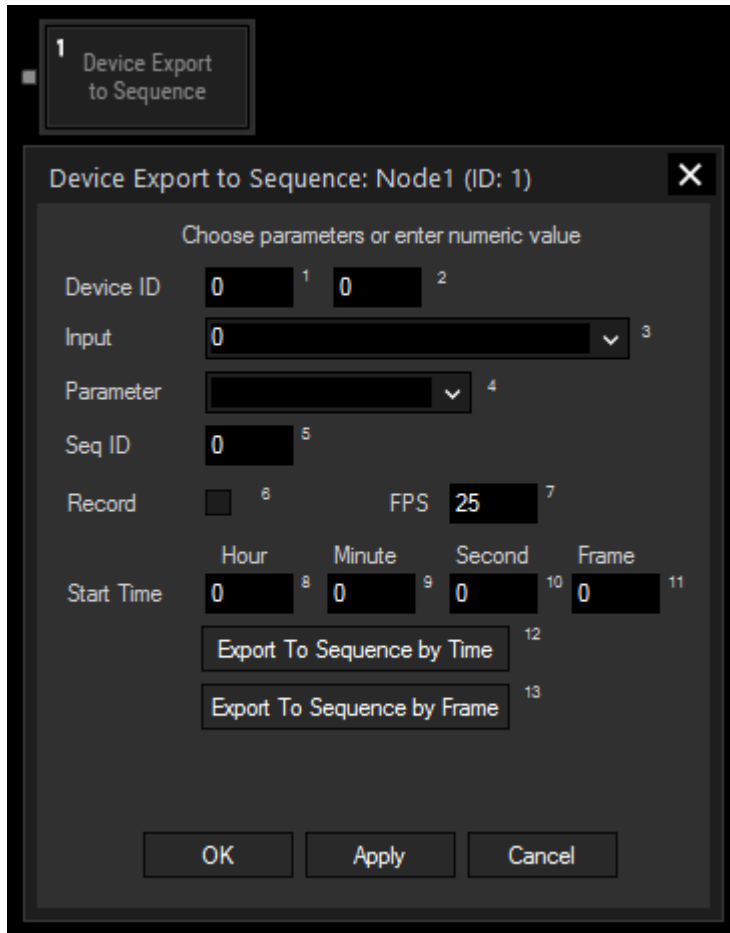 1
Device Export
to Sequence
Device Export to Sequence: Node1 (ID: 1)
Choose parameters or enter numeric value
Device ID 0 1 0 2
Input 0 3
Parameter 4
Seq ID 0 5
Record 6 FPS 25 7
Hour Minute Second Frame
Start Time 0 8 0 9 0 10 0 11
Export To Sequence by Time 12
Export To Sequence by Frame 13
OK Apply Cancel